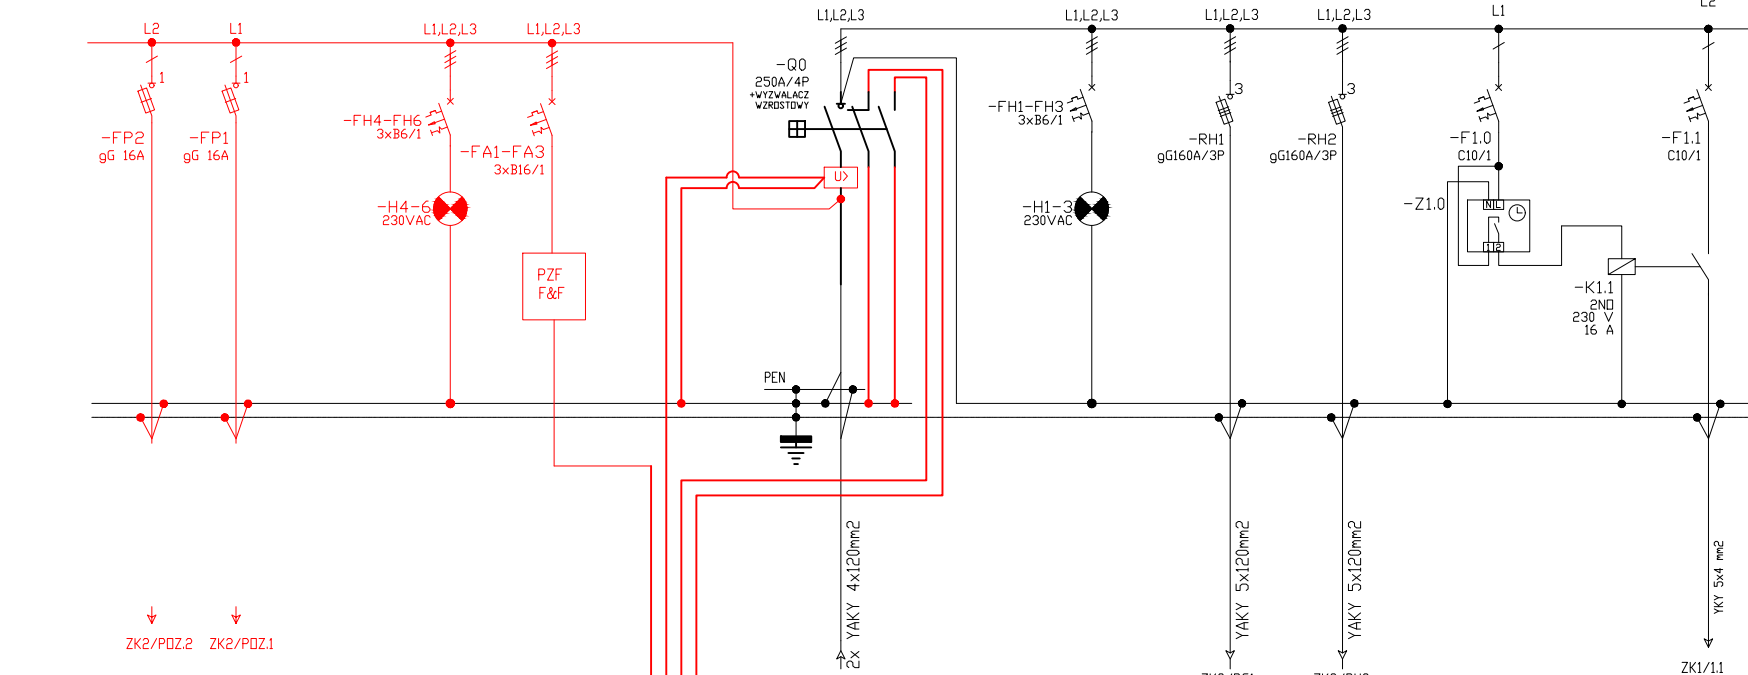 L2
L1
L1,L2,L3
L1,L2,L3
L1,L2,L3
L1,L2,L3
L1,L2,L3
L1,L2,L3
L1
L2
1
1
-FP2
gG 16A
-FP1
gG 16A
-FH4-FH6
3xB6/1
-FA1-FA3
3xB16/1
-H4-6
230VAC
PZF
F&F
-Q0
250A/4P
+WYZWALACZ
WZROSTOWY
U>
PEN
-FH1-FH3
3xB6/1
-H1-3
230VAC
3
-RH1
gG160A/3P
3
-RH2
gG160A/3P
-F1.0
C10/1
-Z1.0
N L
1 2
-K1.1
2NO
230 V
16 A
-F1.1
C10/1
2x YAKY 4x120mm2
YAKY 5x120mm2
YAKY 5x120mm2
YKY 5x4 mm2
ZK2/POZ.2
ZK2/POZ.1
ZK1/1.1